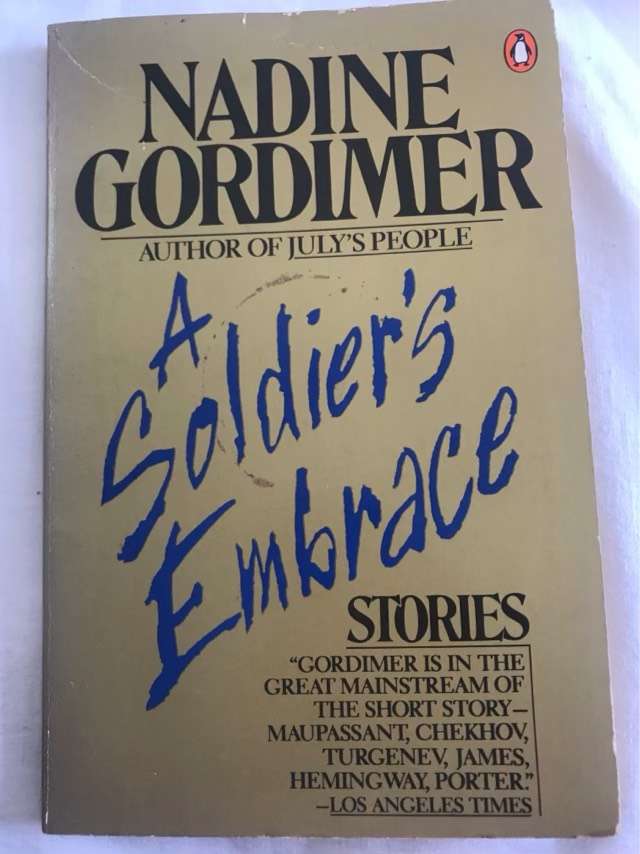 NADINE
GORDIMER
AUTHOR OF JULY'S PEOPLE
A
Soldier's
Embrace
STORIES
“GORDIMER IS IN THE
GREAT MAINSTREAM OF
THE SHORT STORY—
MAUPASSANT, CHEKHOV,
TURGENEV, JAMES,
HEMINGWAY, PORTER.”
—LOS ANGELES TIMES